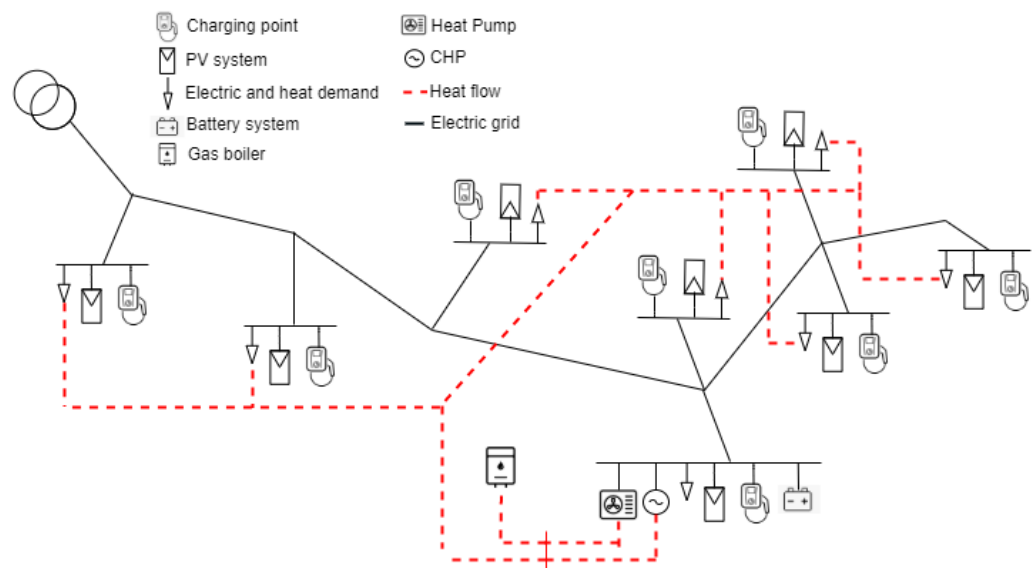 Charging point
PV system
Electric and heat demand
Battery system
Gas boiler
Heat Pump
CHP
Heat flow
Electric grid